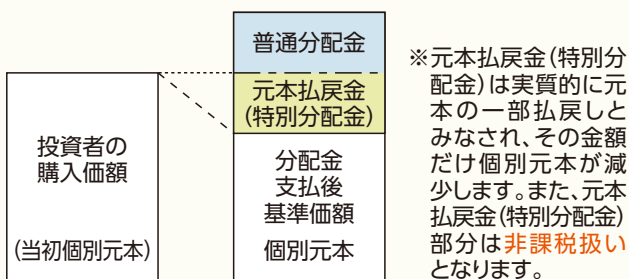 普通分配金
元本払戻金
(特別分配金)
投資者の
購入価額
(当初個別元本)
分配金
支払後
基準価額
個別元本
※元本払戻金(特別分
配金)は実質的に元
本の一部払戻しと
みなされ、その金額
だけ個別元本が減
少します。また、元本
払戻金(特別分配金)
部分は非課税扱い
となります。